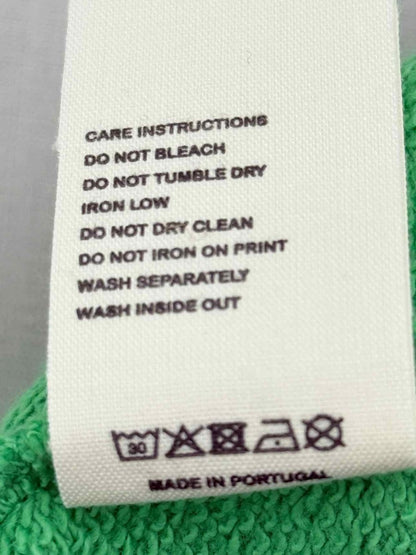 CARE INSTRUCTIONS
DO NOT BLEACH
DO NOT TUMBLE DRY
IRON LOW
DO NOT DRY CLEAN
DO NOT IRON ON PRINT
WASH SEPARATELY
WASH INSIDE OUT
30
MADE IN PORTUGAL